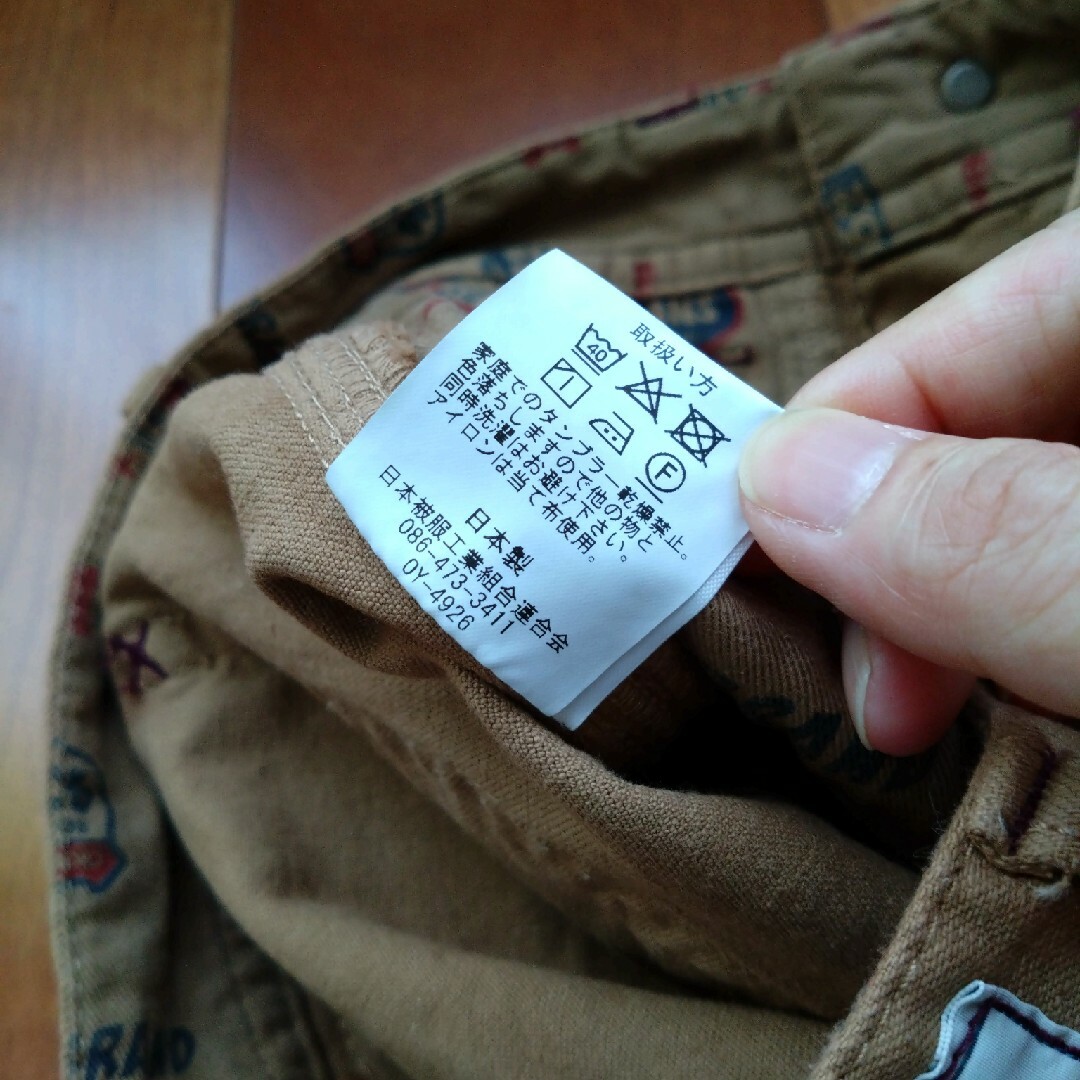 取扱い方
40
F
家庭でのタンブラー乾燥禁止。
色落ちしますので他の物と
同時洗濯はお避け下さい。
アイロンは当て布使用。
日本製
日本被服工業組合連合会
086-473-3411
OY-4926